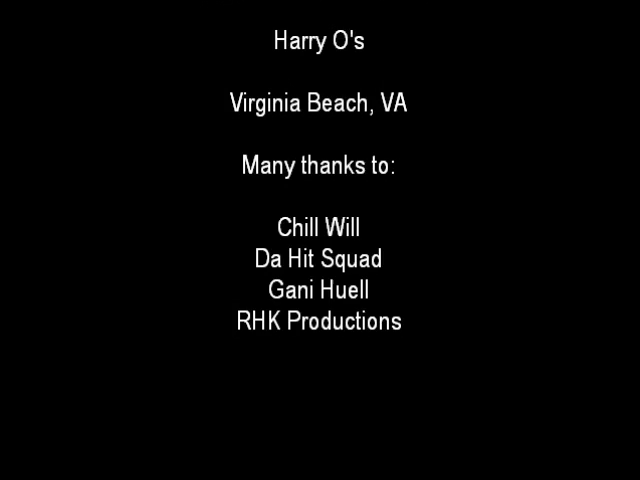 Harry O's
Virginia Beach, VA
Many thanks to:
Chill Will
Da Hit Squad
Gani Huell
RHK Productions